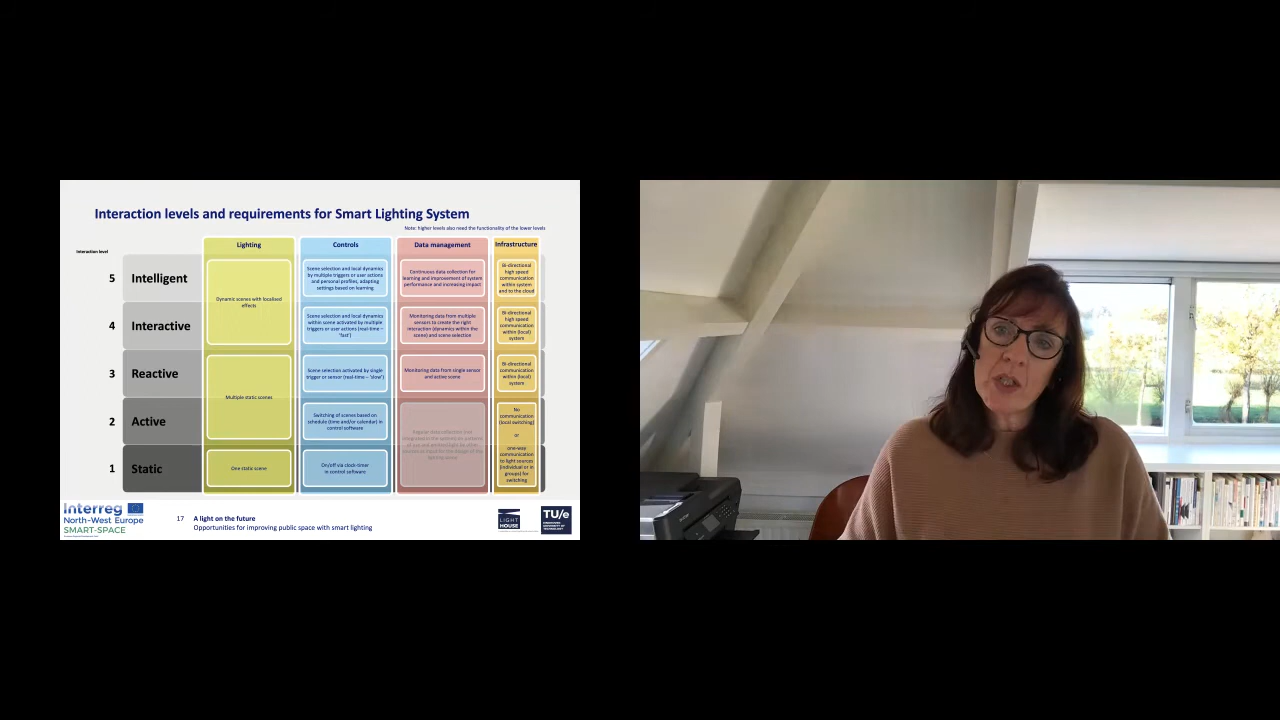 Interaction levels and requirements for Smart Lighting System
Note: higher levels also need the functionality of the lower levels
Interaction level
Lighting
Controls
Data management
Infrastructure
5
Intelligent
Dynamic scenes with localised
effects
Scene selection and local dynamics
by multiple triggers or user actions
and personal profiles, adapting
settings based on learning
Continuous data collection for
learning and improvement of system
performance and increasing impact
Bi-directional
high speed
communication
within system
and to the cloud
4
Interactive
Scene selection and local dynamics
within scene activated by multiple
triggers or user actions (real-time –
'fast')
Monitoring data from multiple
sensors to create the right
interaction (dynamics within the
scene) and scene selection
Bi-directional
high speed
communication
within (local)
system
3
Reactive
Multiple static scenes
Scene selection activated by single
trigger or sensor (real-time – 'slow')
Monitoring data from single sensor
and active scene
Bi-directional
communication
within (local)
system
2
Active
Switching of scenes based on
schedule (time and/or calendar) in
control software
No
communication
(local switching)
or
one-way
communication
to light sources
(individual or in
groups) for
switching
1
Static
One static scene
On/off via clock-timer
in control software
Interreg
North-West Europe
SMART-SPACE
17
A light on the future
Opportunities for improving public space with smart lighting
LIGHT
HOUSE
TU/e